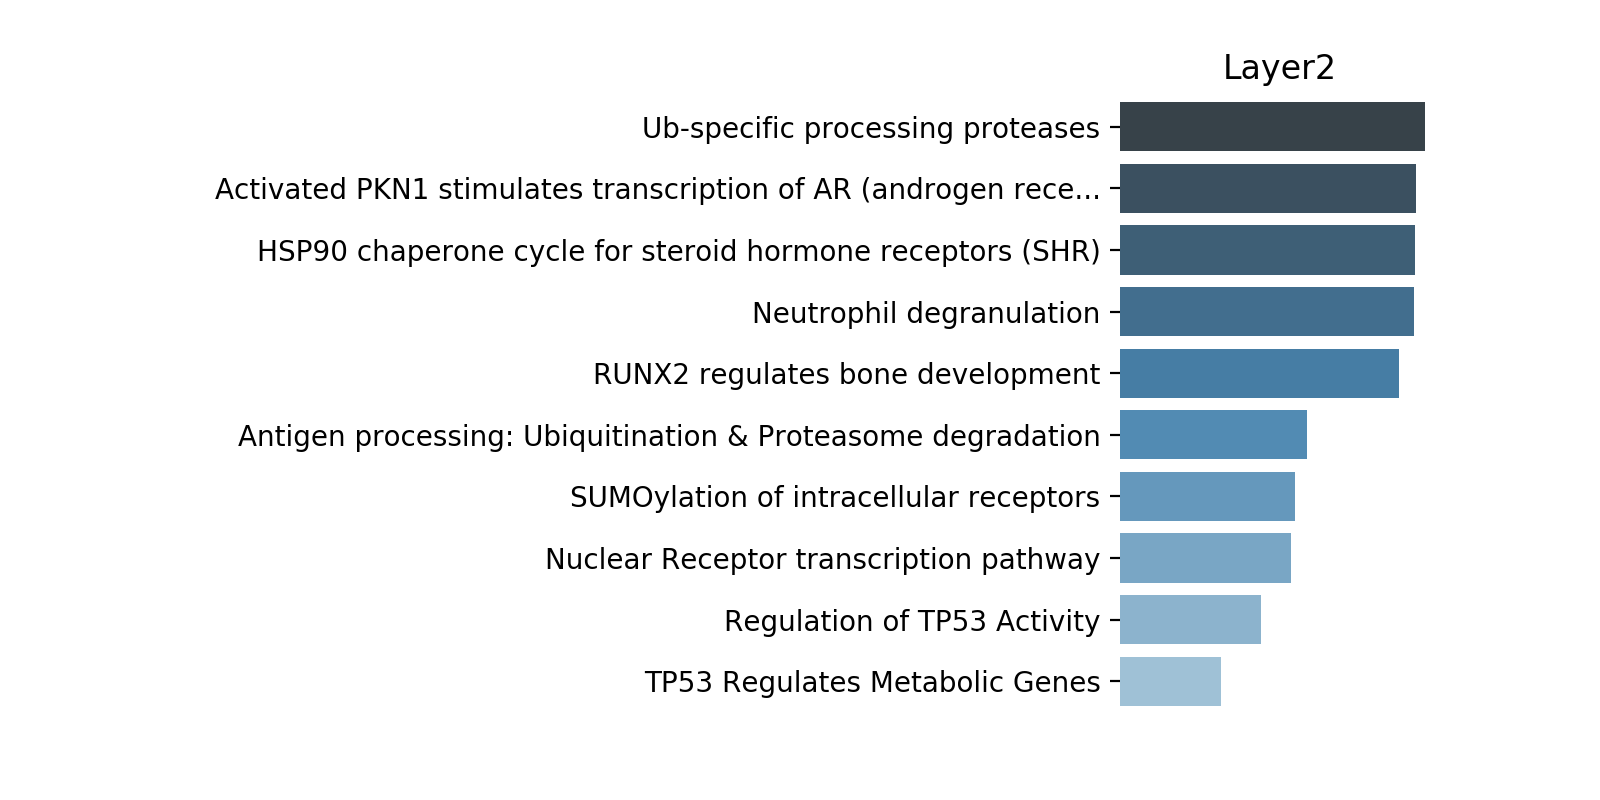 Layer2
Ub-specific processing proteases
Activated PKN1 stimulates transcription of AR (androgen rece...
HSP90 chaperone cycle for steroid hormone receptors (SHR)
Neutrophil degranulation
RUNX2 regulates bone development
Antigen processing: Ubiquitination & Proteasome degradation
SUMOylation of intracellular receptors
Nuclear Receptor transcription pathway
Regulation of TP53 Activity
TP53 Regulates Metabolic Genes